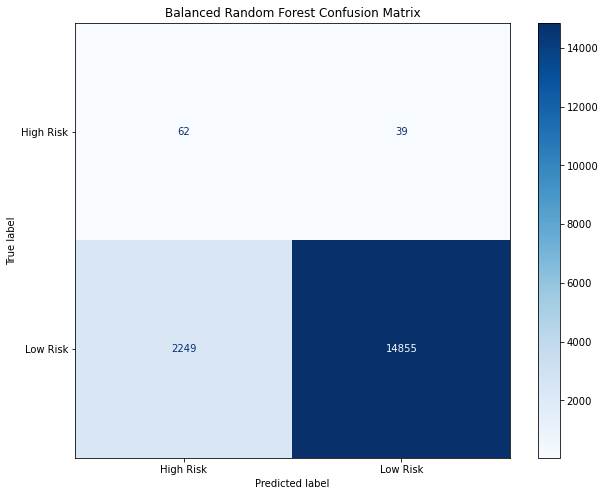 Balanced Random Forest Confusion Matrix
True label
High Risk
62
39
Low Risk
2249
14855
High Risk
Low Risk
Predicted label
14000
12000
10000
8000
6000
4000
2000